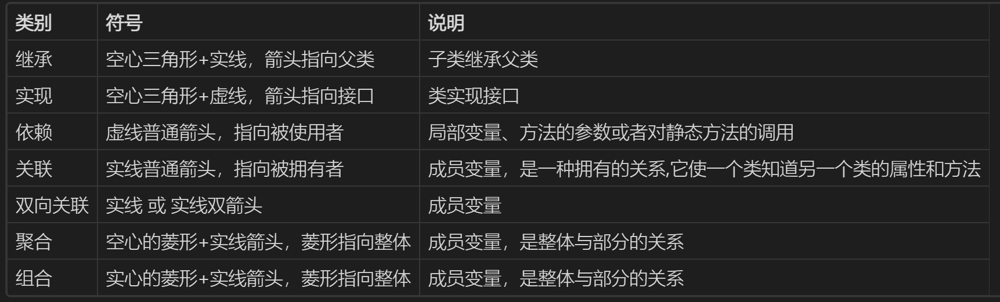 类别 符号 说明
继承 空心三角形+实线，箭头指向父类 子类继承父类
实现 空心三角形+虚线，箭头指向接口 类实现接口
依赖 虚线普通箭头，指向被使用者 局部变量、方法的参数或者对静态方法的调用
关联 实线普通箭头，指向被拥有者 成员变量，是一种拥有的关系,它使一个类知道另一个类的属性和方法
双向关联 实线 或 实线双箭头 成员变量
聚合 空心的菱形+实线箭头，菱形指向整体 成员变量，是整体与部分的关系
组合 实心的菱形+实线箭头，菱形指向整体 成员变量，是整体与部分的关系